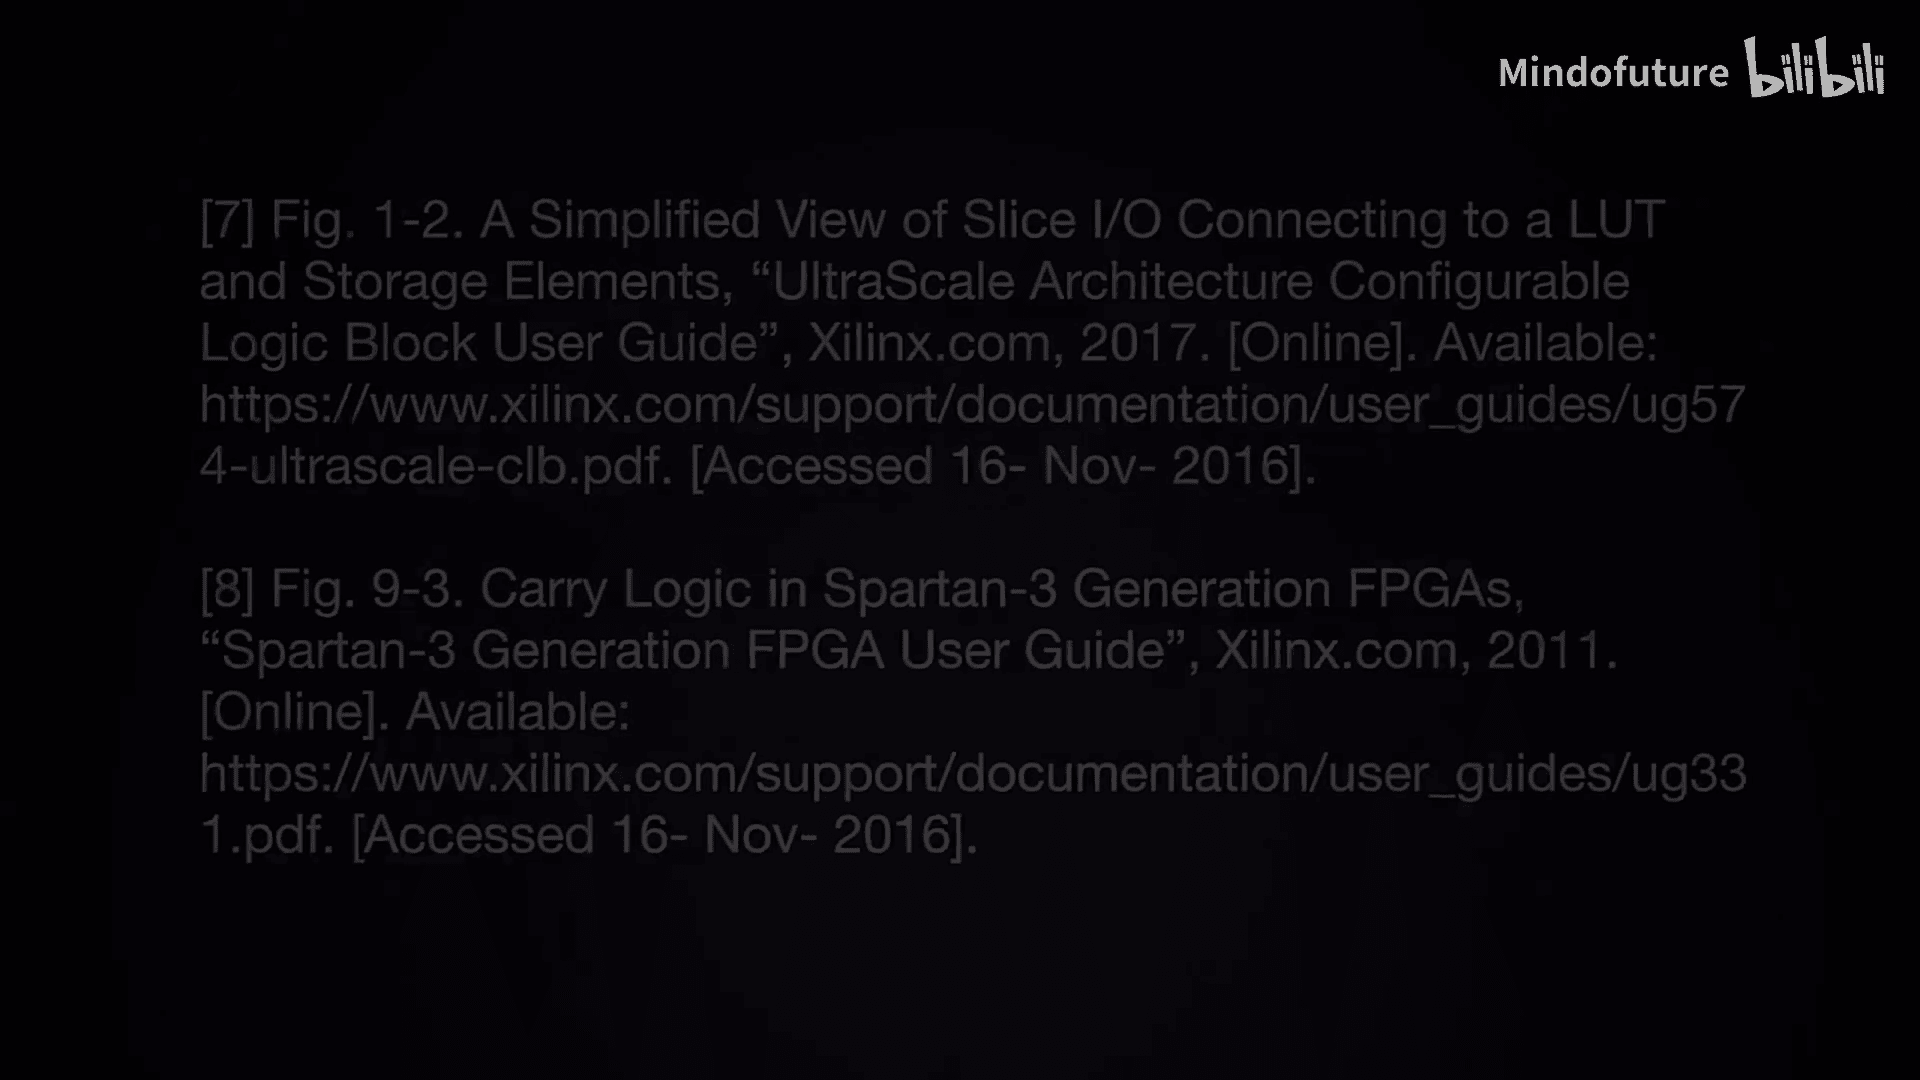 Mindofuture bilibili
[7] Fig. 1-2. A Simplified View of Slice I/O Connecting to a LUT
and Storage Elements, “UltraScale Architecture Configurable
Logic Block User Guide”, Xilinx.com, 2017. [Online]. Available:
https://www.xilinx.com/support/documentation/user_guides/ug57
4-ultrascale-clb.pdf. [Accessed 16- Nov- 2016].
[8] Fig. 9-3. Carry Logic in Spartan-3 Generation FPGAs,
“Spartan-3 Generation FPGA User Guide”, Xilinx.com, 2011.
[Online]. Available:
https://www.xilinx.com/support/documentation/user_guides/ug33
1.pdf. [Accessed 16- Nov- 2016].